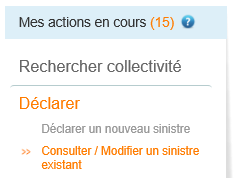 Mes actions en cours (15) ?
Rechercher collectivité
Déclarer
Déclarer un nouveau sinistre
>> Consulter / Modifier un sinistre
existant